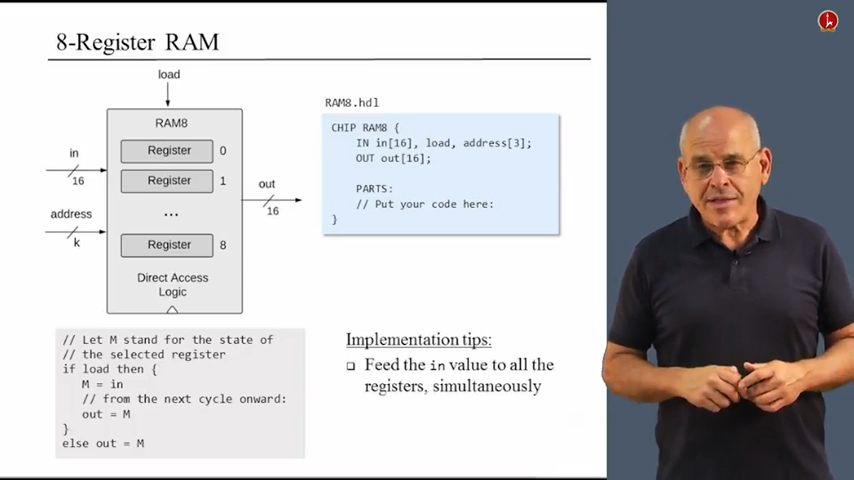 8-Register RAM
load
RAM8
Register 0
in
16
Register 1
out
16
address
k
...
Register 8
Direct Access
Logic
RAM8.hdl
CHIP RAM8 {
IN in[16], load, address[3];
OUT out[16];
PARTS:
// Put your code here:
}
// Let M stand for the state of
// the selected register
if load then {
M = in
// from the next cycle onward:
out = M
}
else out = M
Implementation tips:
Feed the in value to all the
registers, simultaneously